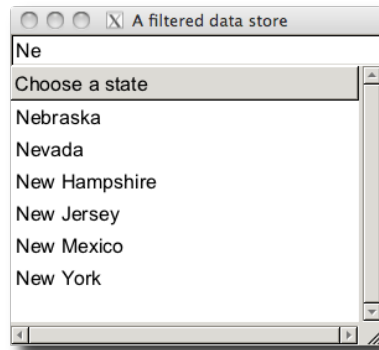 A filtered data store
Ne
Choose a state
Nebraska
Nevada
New Hampshire
New Jersey
New Mexico
New York